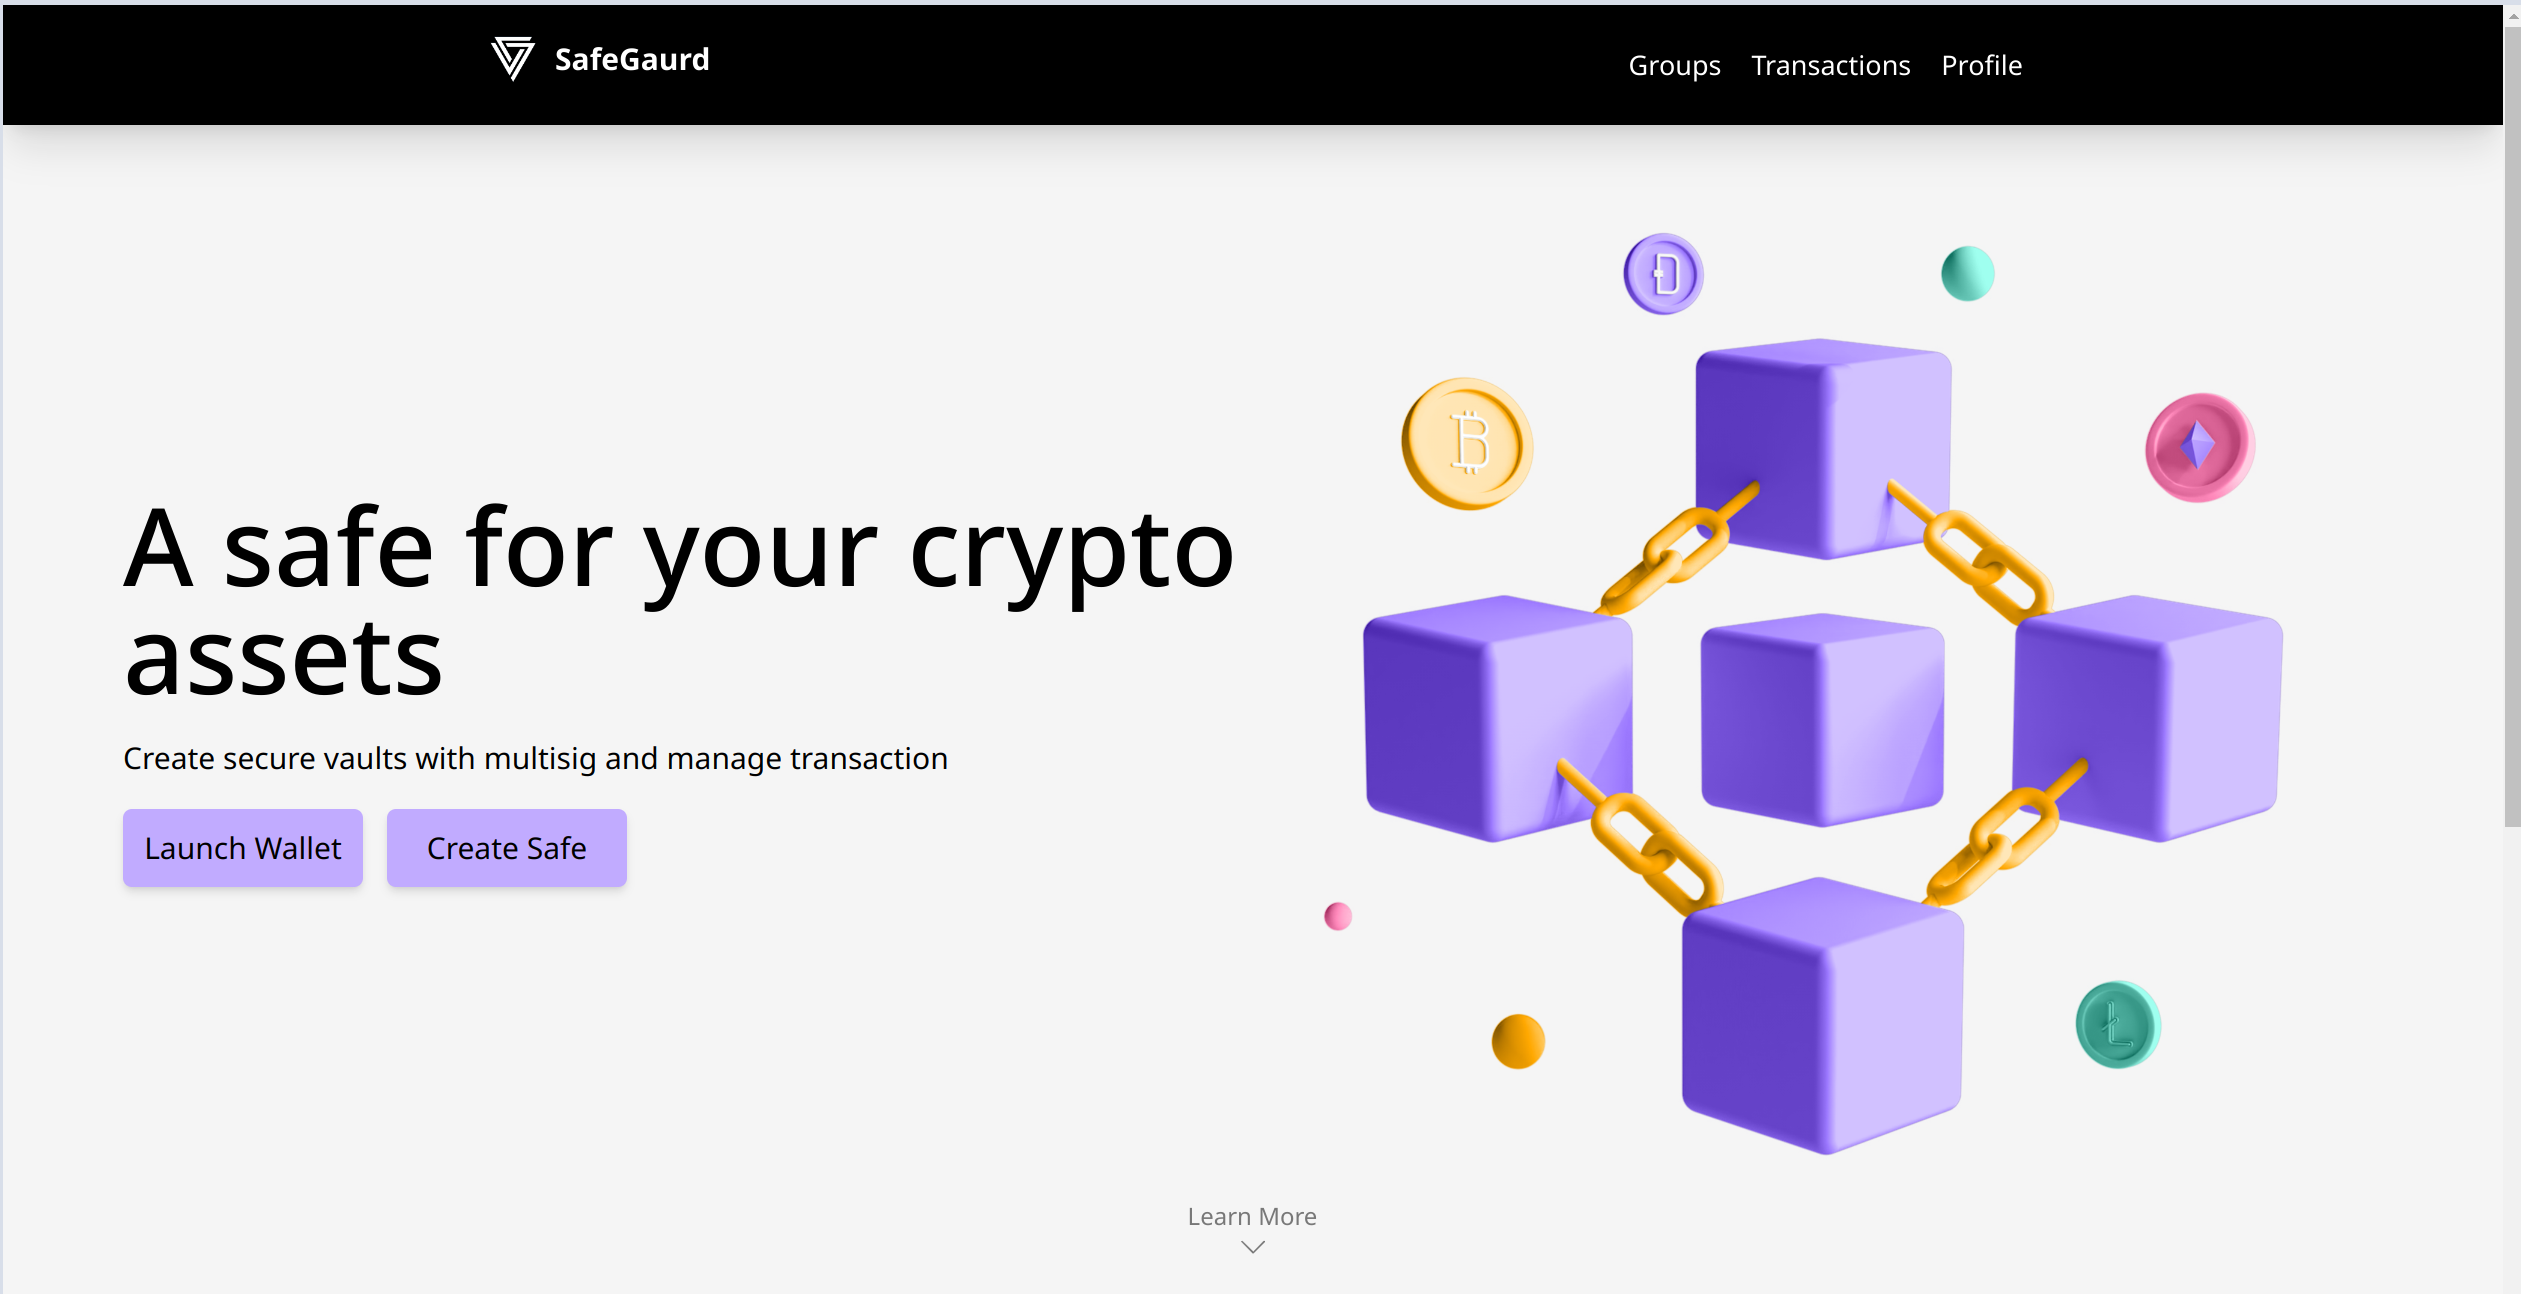 SafeGaurd
Groups Transactions Profile
A safe for your crypto
assets
Create secure vaults with multisig and manage transaction
Launch Wallet Create Safe
Learn More